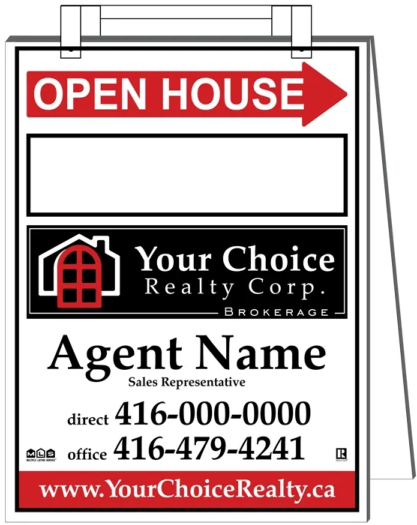 OPEN HOUSE
Your Choice
Realty Corp.
BROKERAGE
Agent Name
Sales Representative
direct 416-000-0000
office 416-479-4241
MLS
www.YourChoiceRealty.ca